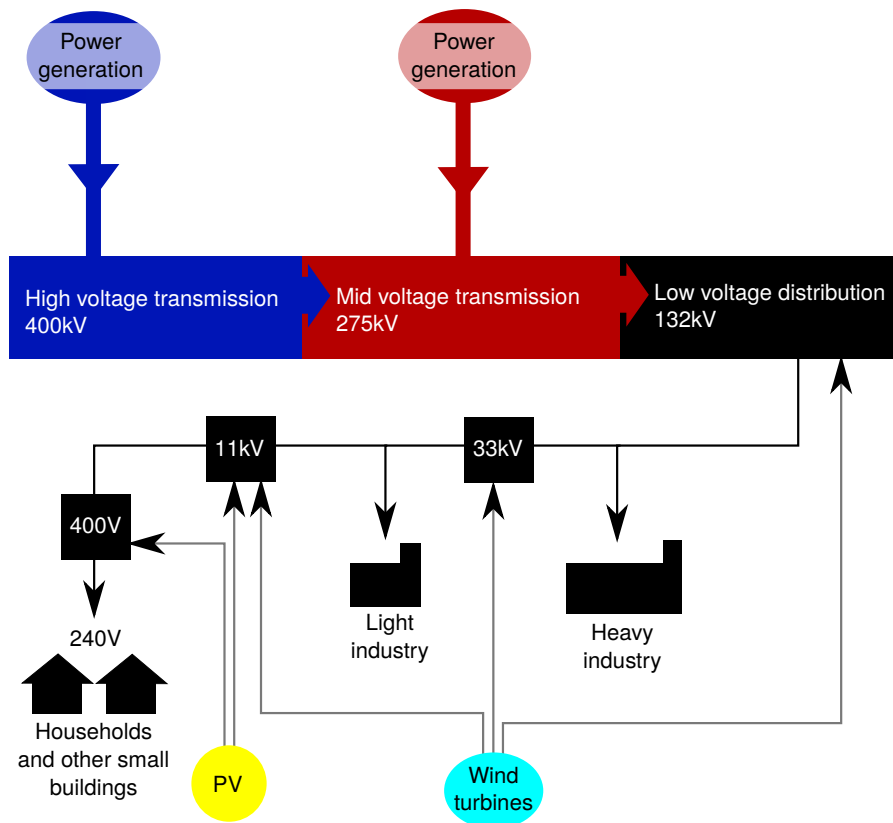 Power
generation
Power
generation
High voltage transmission
400kV
Mid voltage transmission
275kV
Low voltage distribution
132kV
11kV
33kV
400V
240V
Light
industry
Heavy
industry
Households
and other small
buildings
PV
Wind
turbines